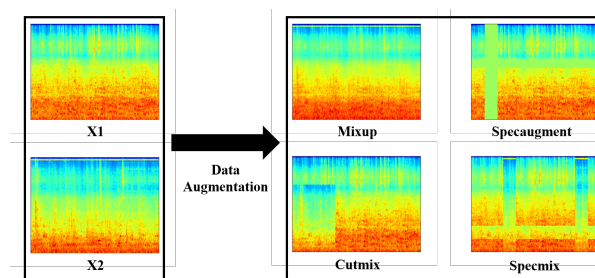 X1
Mixup
Specaugment
Data
Augmentation
X2
Cutmix
Specmix